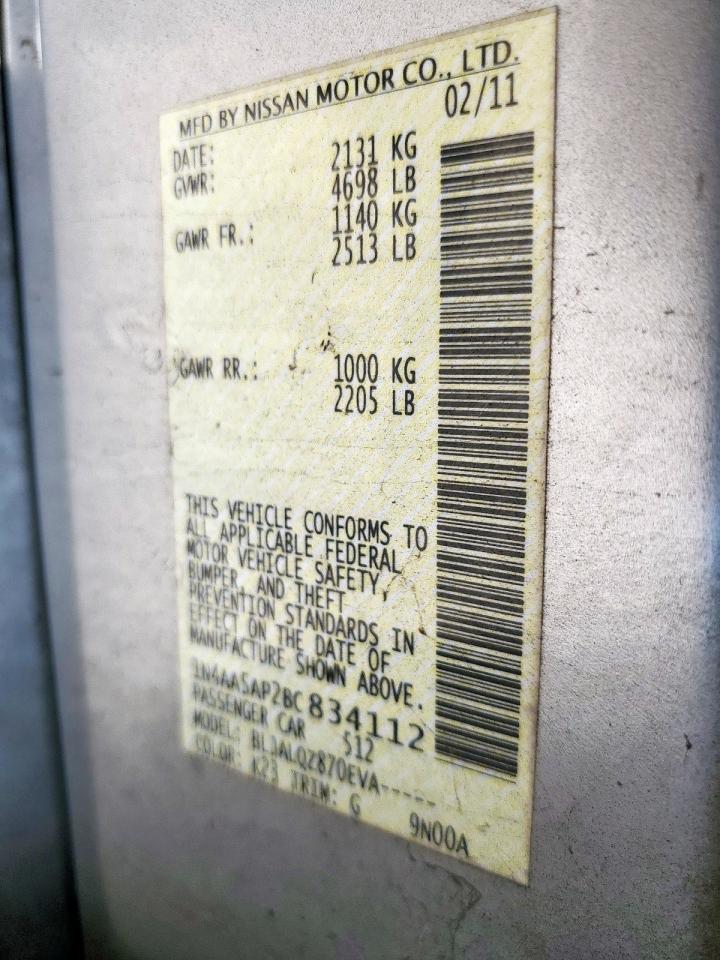 MFD BY NISSAN MOTOR CO., LTD.
DATE: 02/11
GVWR: 2131 KG
4698 LB
GAWR FR.: 1140 KG
2513 LB
GAWR RR.: 1000 KG
2205 LB
THIS VEHICLE CONFORMS TO
ALL APPLICABLE FEDERAL
MOTOR VEHICLE SAFETY,
BUMPER, AND THEFT
PREVENTION STANDARDS IN
EFFECT ON THE DATE OF
MANUFACTURE SHOWN ABOVE.
1N4AA5AP2BC834112
PASSENGER CAR 512
MODEL: BLJALQZ870EVA-----
COLOR: K23 TRIM: G 9N00A